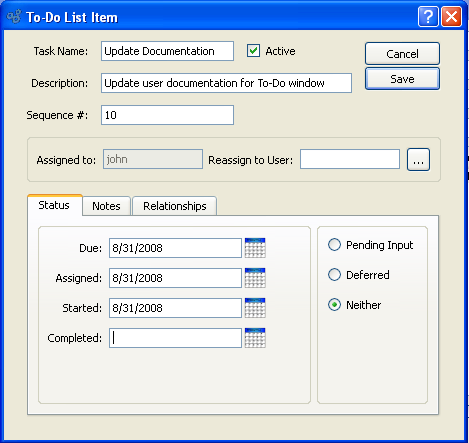 To-Do List Item
Task Name: Update Documentation Active Cancel
Description: Update user documentation for To-Do window Save
Sequence #: 10
Assigned to: john Reassign to User: ...
Status Notes Relationships
Due: 8/31/2008 Pending Input
Assigned: 8/31/2008 Deferred
Started: 8/31/2008 Neither
Completed: